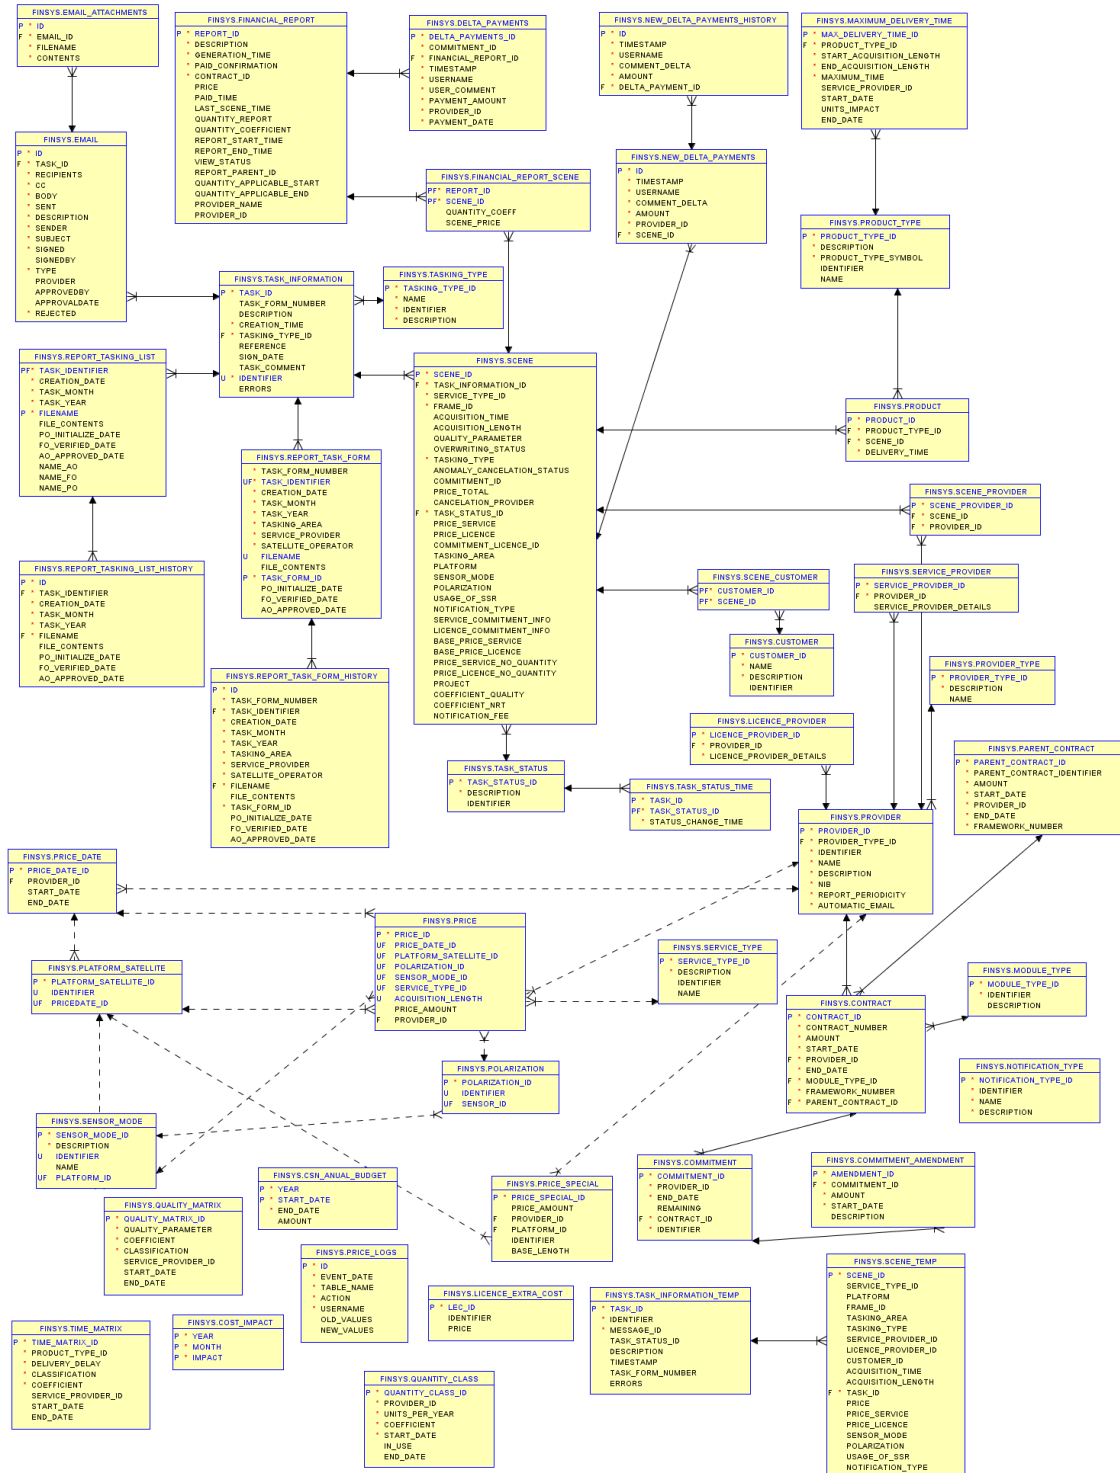 FINSYS.EMAIL_ATTACHMENTS
P * ID
F * EMAIL_ID
* FILENAME
* CONTENTS
FINSYS.FINANCIAL_REPORT
P * REPORT_ID
* DESCRIPTION
* GENERATION_TIME
* PAID_CONFIRMATION
* CONTRACT_ID
PRICE
PAID_TIME
LAST_SCENE_TIME
QUANTITY_REPORT
QUANTITY_COEFFICIENT
REPORT_START_TIME
REPORT_END_TIME
VIEW_STATUS
REPORT_PARENT_ID
QUANTITY_APPLICABLE_START
QUANTITY_APPLICABLE_END
PROVIDER_NAME
PROVIDER_ID
FINSYS.DELTA_PAYMENTS
P * DELTA_PAYMENTS_ID
* COMMITMENT_ID
F * FINANCIAL_REPORT_ID
* TIMESTAMP
* USERNAME
* USER_COMMENT
* PAYMENT_AMOUNT
* PROVIDER_ID
* PAYMENT_DATE
FINSYS.NEW_DELTA_PAYMENTS_HISTORY
P * ID
* TIMESTAMP
* USERNAME
* COMMENT_DELTA
* AMOUNT
F * DELTA_PAYMENT_ID
FINSYS.MAXIMUM_DELIVERY_TIME
P * MAX_DELIVERY_TIME_ID
F * PRODUCT_TYPE_ID
* START_ACQUISITION_LENGTH
* END_ACQUISITION_LENGTH
* MAXIMUM_TIME
SERVICE_PROVIDER_ID
START_DATE
UNITS_IMPACT
END_DATE
FINSYS.EMAIL
P * ID
F * TASK_ID
* RECIPIENTS
* CC
* BODY
* SENT
* DESCRIPTION
* SENDER
* SUBJECT
* SIGNED
SIGNEDBY
* TYPE
PROVIDER
APPROVEDBY
APPROVALDATE
* REJECTED
FINSYS.FINANCIAL_REPORT_SCENE
PF* REPORT_ID
PF* SCENE_ID
QUANTITY_COEFF
SCENE_PRICE
FINSYS.NEW_DELTA_PAYMENTS
P * ID
* TIMESTAMP
* USERNAME
* COMMENT_DELTA
* AMOUNT
* PROVIDER_ID
F * SCENE_ID
FINSYS.PRODUCT_TYPE
P * PRODUCT_TYPE_ID
* DESCRIPTION
* PRODUCT_TYPE_SYMBOL
IDENTIFIER
NAME
FINSYS.TASK_INFORMATION
P * TASK_ID
TASK_FORM_NUMBER
DESCRIPTION
* CREATION_TIME
F * TASKING_TYPE_ID
REFERENCE
SIGN_DATE
TASK_COMMENT
U * IDENTIFIER
ERRORS
FINSYS.TASKING_TYPE
P * TASKING_TYPE_ID
* NAME
* IDENTIFIER
* DESCRIPTION
FINSYS.REPORT_TASKING_LIST
PF* TASK_IDENTIFIER
* CREATION_DATE
* TASK_MONTH
* TASK_YEAR
P * FILENAME
FILE_CONTENTS
PO_INITIALIZE_DATE
FO_VERIFIED_DATE
AO_APPROVED_DATE
NAME_AO
NAME_FO
NAME_PO
FINSYS.SCENE
P * SCENE_ID
F * TASK_INFORMATION_ID
* SERVICE_TYPE_ID
* FRAME_ID
ACQUISITION_TIME
ACQUISITION_LENGTH
QUALITY_PARAMETER
OVERWRITING_STATUS
* TASKING_TYPE
ANOMALY_CANCELATION_STATUS
COMMITMENT_ID
PRICE_TOTAL
CANCELATION_PROVIDER
F * TASK_STATUS_ID
PRICE_SERVICE
PRICE_LICENCE
COMMITMENT_LICENCE_ID
TASKING_AREA
PLATFORM
SENSOR_MODE
POLARIZATION
USAGE_OF_SSR
NOTIFICATION_TYPE
SERVICE_COMMITMENT_INFO
LICENCE_COMMITMENT_INFO
BASE_PRICE_SERVICE
BASE_PRICE_LICENCE
PRICE_SERVICE_NO_QUANTITY
PRICE_LICENCE_NO_QUANTITY
PROJECT
COEFFICIENT_QUALITY
COEFFICIENT_NRT
NOTIFICATION_FEE
FINSYS.PRODUCT
P * PRODUCT_ID
F * PRODUCT_TYPE_ID
F * SCENE_ID
* DELIVERY_TIME
FINSYS.REPORT_TASK_FORM
* TASK_FORM_NUMBER
UF* TASK_IDENTIFIER
* CREATION_DATE
* TASK_MONTH
* TASK_YEAR
* TASKING_AREA
* SERVICE_PROVIDER
* SATELLITE_OPERATOR
U FILENAME
FILE_CONTENTS
P * TASK_FORM_ID
PO_INITIALIZE_DATE
FO_VERIFIED_DATE
AO_APPROVED_DATE
FINSYS.SCENE_PROVIDER
P * SCENE_PROVIDER_ID
F * SCENE_ID
F * PROVIDER_ID
FINSYS.REPORT_TASKING_LIST_HISTORY
P * ID
F * TASK_IDENTIFIER
* CREATION_DATE
* TASK_MONTH
* TASK_YEAR
F * FILENAME
FILE_CONTENTS
PO_INITIALIZE_DATE
FO_VERIFIED_DATE
AO_APPROVED_DATE
FINSYS.SCENE_CUSTOMER
PF* CUSTOMER_ID
PF* SCENE_ID
FINSYS.SERVICE_PROVIDER
P * SERVICE_PROVIDER_ID
F * PROVIDER_ID
SERVICE_PROVIDER_DETAILS
FINSYS.CUSTOMER
P * CUSTOMER_ID
* NAME
* DESCRIPTION
IDENTIFIER
FINSYS.PROVIDER_TYPE
P * PROVIDER_TYPE_ID
* DESCRIPTION
NAME
FINSYS.REPORT_TASK_FORM_HISTORY
P * ID
* TASK_FORM_NUMBER
F * TASK_IDENTIFIER
* CREATION_DATE
* TASK_MONTH
* TASK_YEAR
* TASKING_AREA
* SERVICE_PROVIDER
* SATELLITE_OPERATOR
F * FILENAME
FILE_CONTENTS
* TASK_FORM_ID
PO_INITIALIZE_DATE
FO_VERIFIED_DATE
AO_APPROVED_DATE
FINSYS.LICENCE_PROVIDER
P * LICENCE_PROVIDER_ID
F * PROVIDER_ID
* LICENCE_PROVIDER_DETAILS
FINSYS.PARENT_CONTRACT
P * PARENT_CONTRACT_ID
* PARENT_CONTRACT_IDENTIFIER
* AMOUNT
* START_DATE
* PROVIDER_ID
* END_DATE
* FRAMEWORK_NUMBER
FINSYS.TASK_STATUS
P * TASK_STATUS_ID
* DESCRIPTION
IDENTIFIER
FINSYS.TASK_STATUS_TIME
P * TASK_ID
PF* TASK_STATUS_ID
* STATUS_CHANGE_TIME
FINSYS.PROVIDER
P * PROVIDER_ID
F * PROVIDER_TYPE_ID
* IDENTIFIER
* NAME
* DESCRIPTION
* NIB
* REPORT_PERIODICITY
* AUTOMATIC_EMAIL
FINSYS.PRICE_DATE
P * PRICE_DATE_ID
F PROVIDER_ID
START_DATE
END_DATE
FINSYS.PRICE
P * PRICE_ID
UF PRICE_DATE_ID
UF PLATFORM_SATELLITE_ID
UF POLARIZATION_ID
UF SENSOR_MODE_ID
UF SERVICE_TYPE_ID
U ACQUISITION_LENGTH
PRICE_AMOUNT
F PROVIDER_ID
FINSYS.SERVICE_TYPE
P * SERVICE_TYPE_ID
* DESCRIPTION
IDENTIFIER
NAME
FINSYS.PLATFORM_SATELLITE
P * PLATFORM_SATELLITE_ID
U IDENTIFIER
UF PRICEDATE_ID
FINSYS.CONTRACT
P * CONTRACT_ID
* CONTRACT_NUMBER
* AMOUNT
* START_DATE
F * PROVIDER_ID
* END_DATE
F * MODULE_TYPE_ID
* FRAMEWORK_NUMBER
F * PARENT_CONTRACT_ID
FINSYS.MODULE_TYPE
P * MODULE_TYPE_ID
* IDENTIFIER
DESCRIPTION
FINSYS.POLARIZATION
P * POLARIZATION_ID
U IDENTIFIER
UF SENSOR_ID
FINSYS.NOTIFICATION_TYPE
P * NOTIFICATION_TYPE_ID
* IDENTIFIER
* NAME
* DESCRIPTION
FINSYS.SENSOR_MODE
P * SENSOR_MODE_ID
* DESCRIPTION
U IDENTIFIER
NAME
UF PLATFORM_ID
FINSYS.CSN_ANUAL_BUDGET
P * YEAR
P * START_DATE
* END_DATE
AMOUNT
FINSYS.PRICE_SPECIAL
P * PRICE_SPECIAL_ID
PRICE_AMOUNT
F PROVIDER_ID
F PLATFORM_ID
IDENTIFIER
BASE_LENGTH
FINSYS.COMMITMENT
P * COMMITMENT_ID
* PROVIDER_ID
* END_DATE
REMAINING
F * CONTRACT_ID
* IDENTIFIER
FINSYS.COMMITMENT_AMENDMENT
P * AMENDMENT_ID
F * COMMITMENT_ID
* AMOUNT
* START_DATE
DESCRIPTION
FINSYS.QUALITY_MATRIX
P * QUALITY_MATRIX_ID
* QUALITY_PARAMETER
* COEFFICIENT
* CLASSIFICATION
SERVICE_PROVIDER_ID
START_DATE
END_DATE
FINSYS.PRICE_LOGS
P * ID
* EVENT_DATE
* TABLE_NAME
* ACTION
* USERNAME
OLD_VALUES
NEW_VALUES
FINSYS.LICENCE_EXTRA_COST
P * LEC_ID
IDENTIFIER
PRICE
FINSYS.TASK_INFORMATION_TEMP
P * TASK_ID
* IDENTIFIER
* MESSAGE_ID
TASK_STATUS_ID
DESCRIPTION
TIMESTAMP
TASK_FORM_NUMBER
ERRORS
FINSYS.SCENE_TEMP
P * SCENE_ID
SERVICE_TYPE_ID
PLATFORM
FRAME_ID
TASKING_AREA
TASKING_TYPE
SERVICE_PROVIDER_ID
LICENCE_PROVIDER_ID
CUSTOMER_ID
ACQUISITION_TIME
ACQUISITION_LENGTH
F * TASK_ID
PRICE
PRICE_SERVICE
PRICE_LICENCE
SENSOR_MODE
POLARIZATION
USAGE_OF_SSR
NOTIFICATION_TYPE
FINSYS.TIME_MATRIX
P * TIME_MATRIX_ID
* PRODUCT_TYPE_ID
* DELIVERY_DELAY
* CLASSIFICATION
* COEFFICIENT
SERVICE_PROVIDER_ID
START_DATE
END_DATE
FINSYS.COST_IMPACT
P * YEAR
P * MONTH
P * IMPACT
FINSYS.QUANTITY_CLASS
P * QUANTITY_CLASS_ID
* PROVIDER_ID
* UNITS_PER_YEAR
* COEFFICIENT
* START_DATE
IN_USE
END_DATE